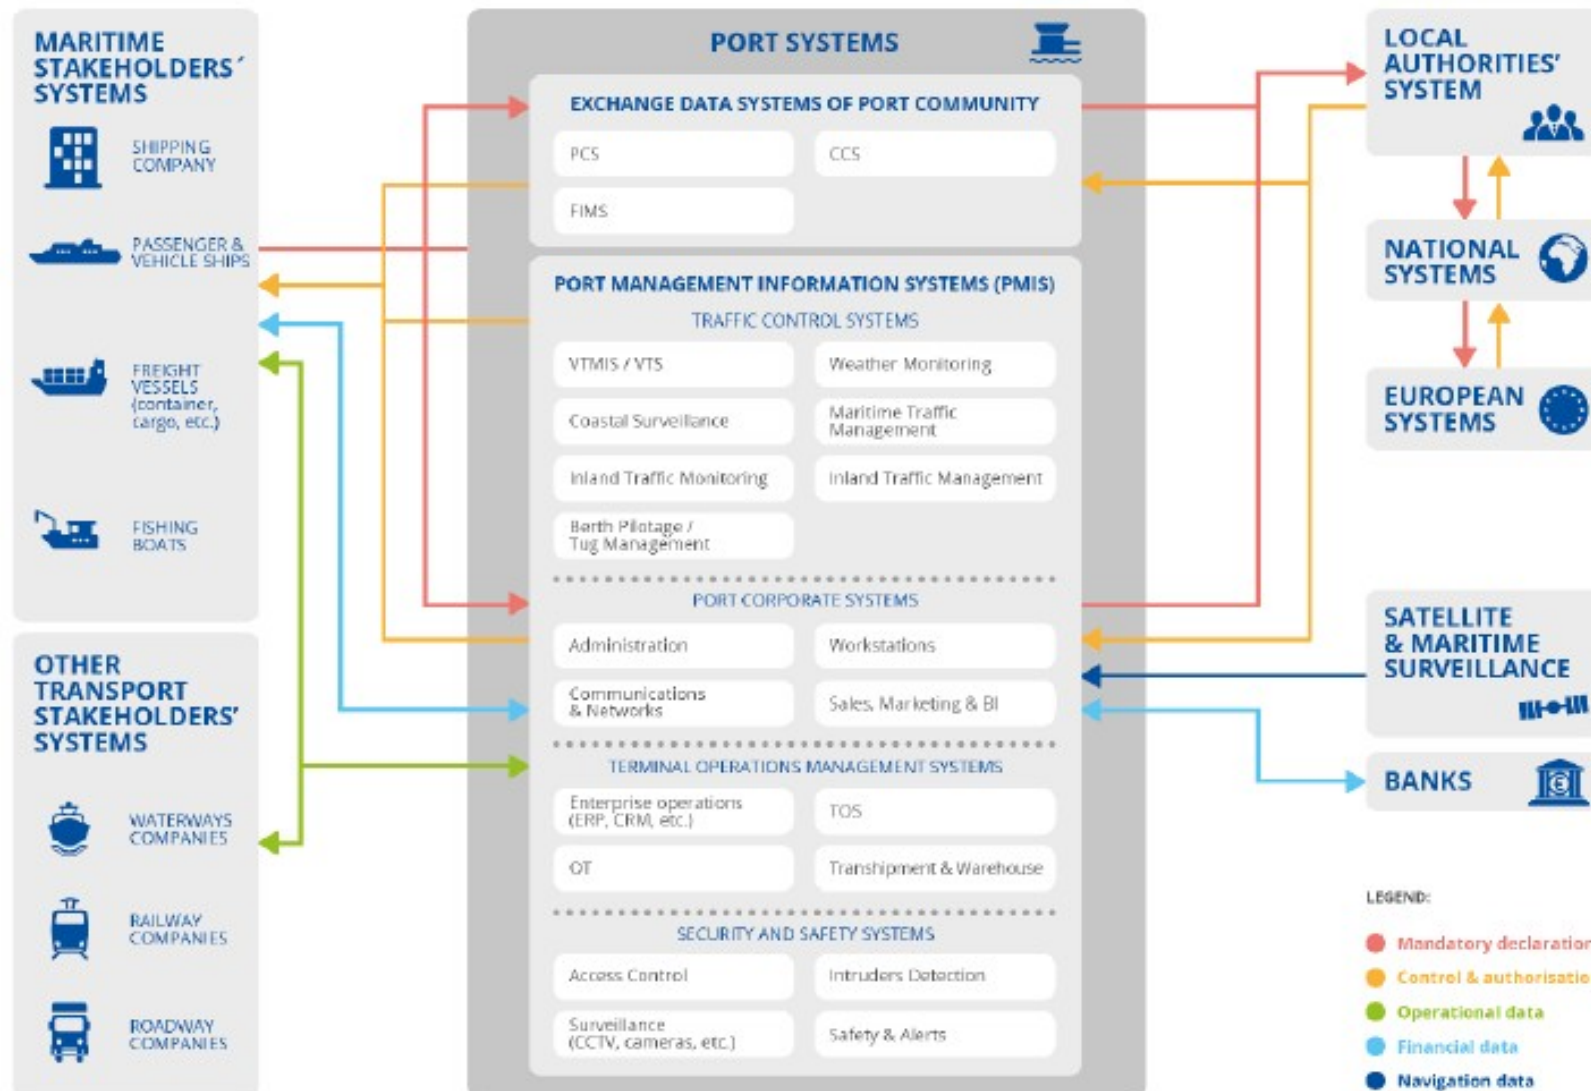 MARITIME
STAKEHOLDERS´
SYSTEMS
SHIPPING
COMPANY
PASSENGER &
VEHICLE SHIPS
FREIGHT
VESSELS
(container,
cargo, etc.)
FISHING
BOATS
OTHER
TRANSPORT
STAKEHOLDERS’
SYSTEMS
WATERWAYS
COMPANIES
RAILWAY
COMPANIES
ROADWAY
COMPANIES
PORT SYSTEMS
EXCHANGE DATA SYSTEMS OF PORT COMMUNITY
PCS
CCS
FIMS
PORT MANAGEMENT INFORMATION SYSTEMS (PMIS)
TRAFFIC CONTROL SYSTEMS
VTMIS / VTS
Weather Monitoring
Coastal Surveillance
Maritime Traffic
Management
Inland Traffic Monitoring
Inland Traffic Management
Berth Pilotage /
Tug Management
PORT CORPORATE SYSTEMS
Administration
Workstations
Communications
& Networks
Sales, Marketing & BI
TERMINAL OPERATIONS MANAGEMENT SYSTEMS
Enterprise operations
(ERP, CRM, etc.)
TOS
OT
Transhipment & Warehouse
SECURITY AND SAFETY SYSTEMS
Access Control
Intruders Detection
Surveillance
(CCTV, cameras, etc.)
Safety & Alerts
LOCAL
AUTHORITIES’
SYSTEM
NATIONAL
SYSTEMS
EUROPEAN
SYSTEMS
SATELLITE
& MARITIME
SURVEILLANCE
BANKS
LEGEND:
Mandatory declaration
Control & authorisatio
Operational data
Financial data
Navigation data